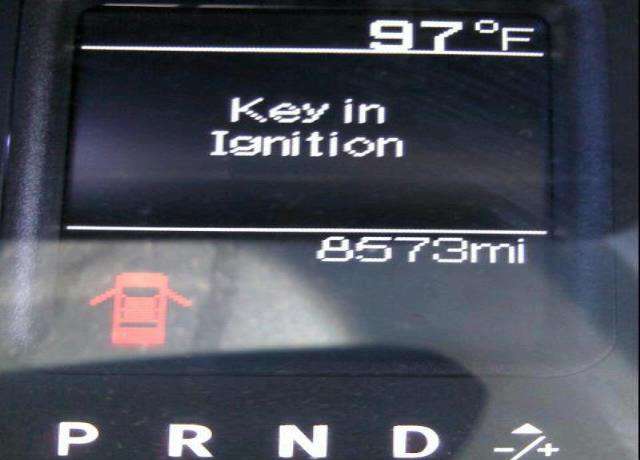 97°F
Key in
Ignition
8573mi
P R N D -/+